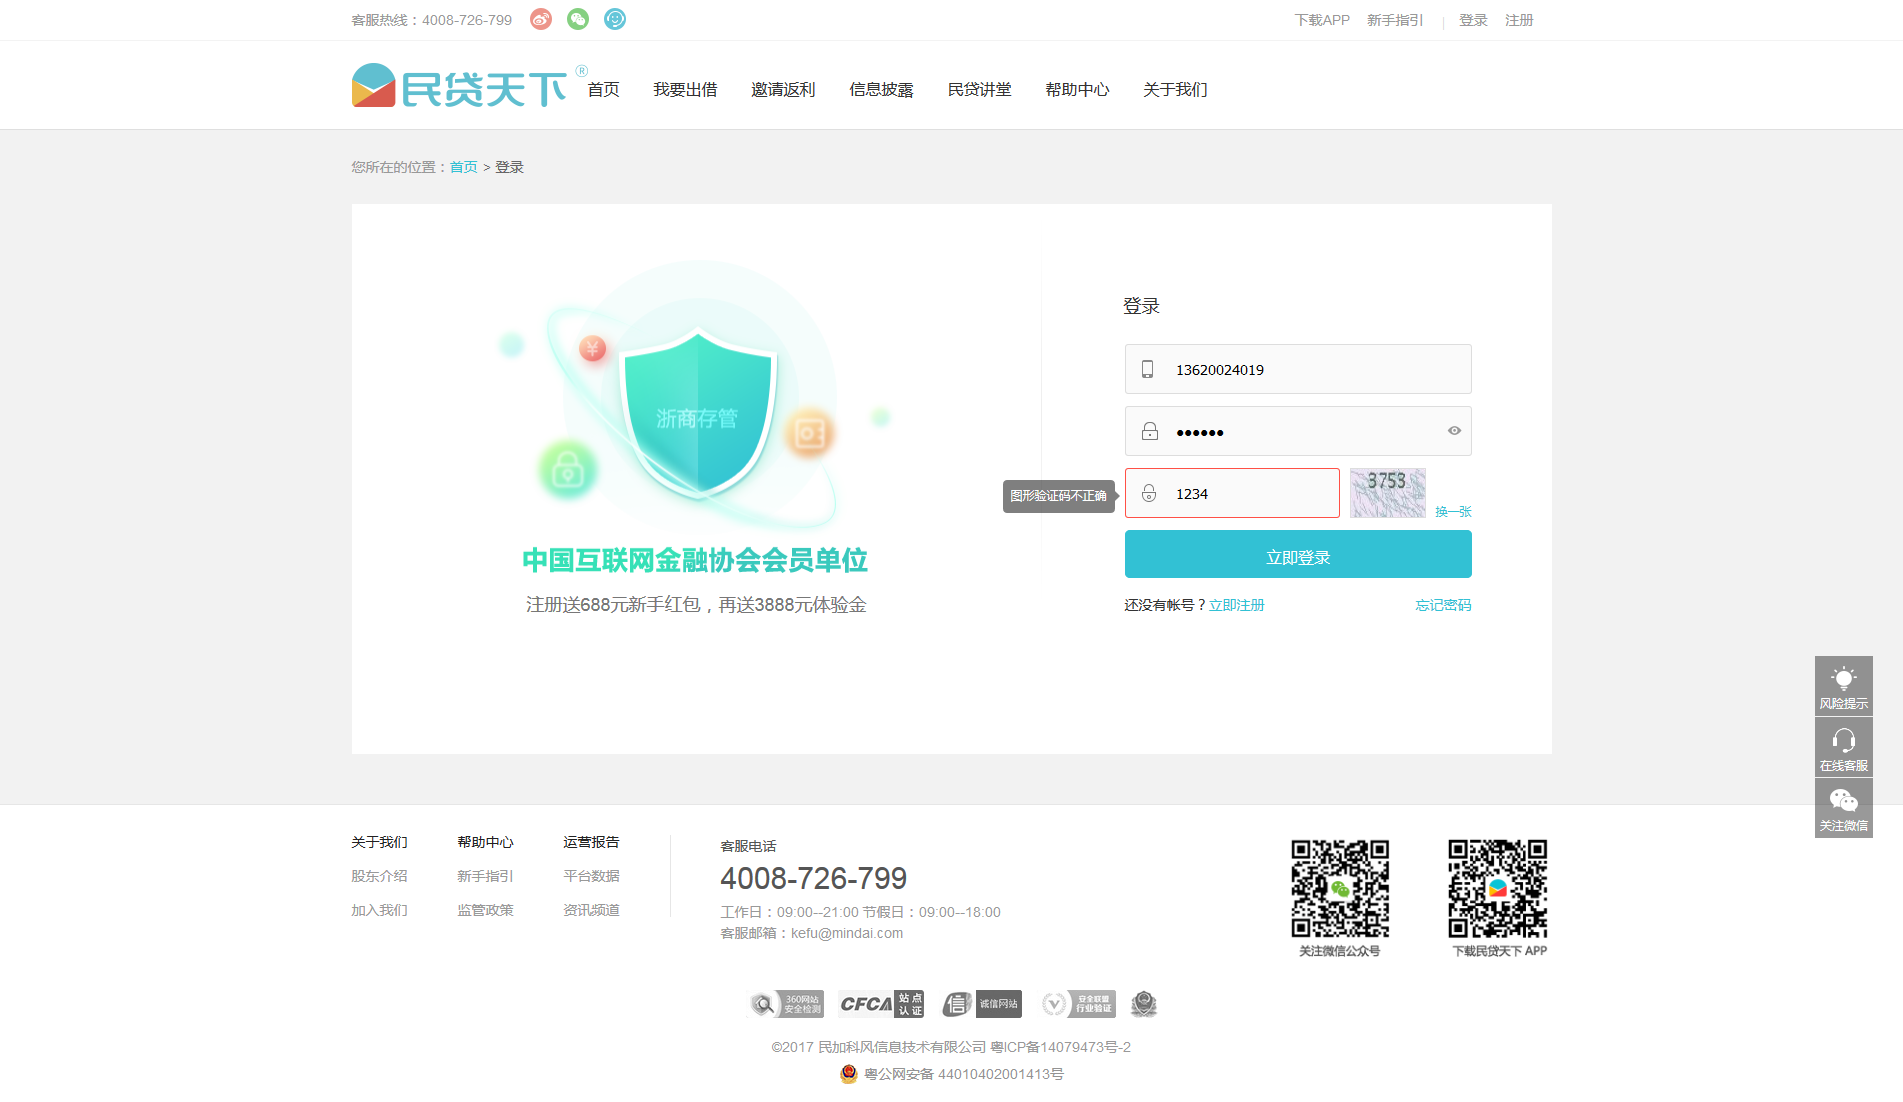 客服热线：4008-726-799
下载APP 新手指引 | 登录 注册
民贷天下® 首页 我要出借 邀请返利 信息披露 民贷讲堂 帮助中心 关于我们
您所在的位置：首页 > 登录
登录
13620024019
浙商存管
••••••
图形验证码不正确 1234 3753 换一张
立即登录
中国互联网金融协会会员单位
注册送688元新手红包，再送3888元体验金
还没有帐号？立即注册 忘记密码
风险提示
在线客服
关注微信
关于我们 帮助中心 运营报告
股东介绍 新手指引 平台数据
加入我们 监管政策 资讯频道
客服电话
4008-726-799
工作日：09:00--21:00 节假日：09:00--18:00
客服邮箱：kefu@mindai.com
关注微信公众号 下载民贷天下 APP
360网站
安全检测
CFCA 站点
认证
信 诚信网站
安全联盟
行业验证
©2017 民加科风信息技术有限公司 粤ICP备14079473号-2
粤公网安备 44010402001413号